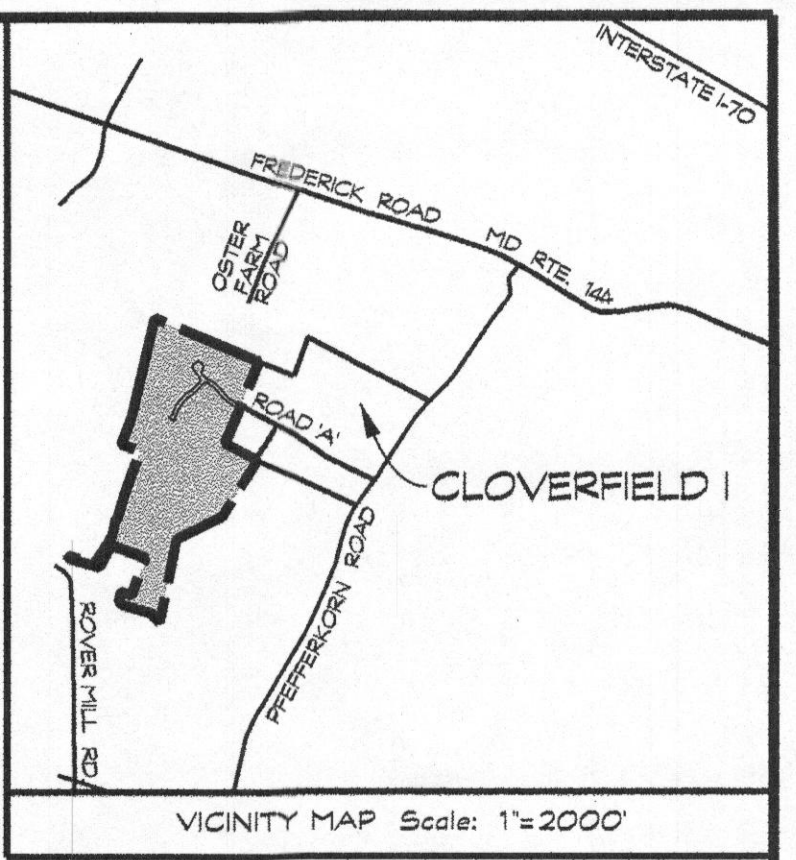 INTERSTATE I-70
FREDERICK ROAD
MD RTE. 144
OSTER
FARM
ROAD
ROAD 'A'
CLOVERFIELD I
PFEFFERKORN ROAD
ROVER MILL RD.
VICINITY MAP Scale: 1"=2000'